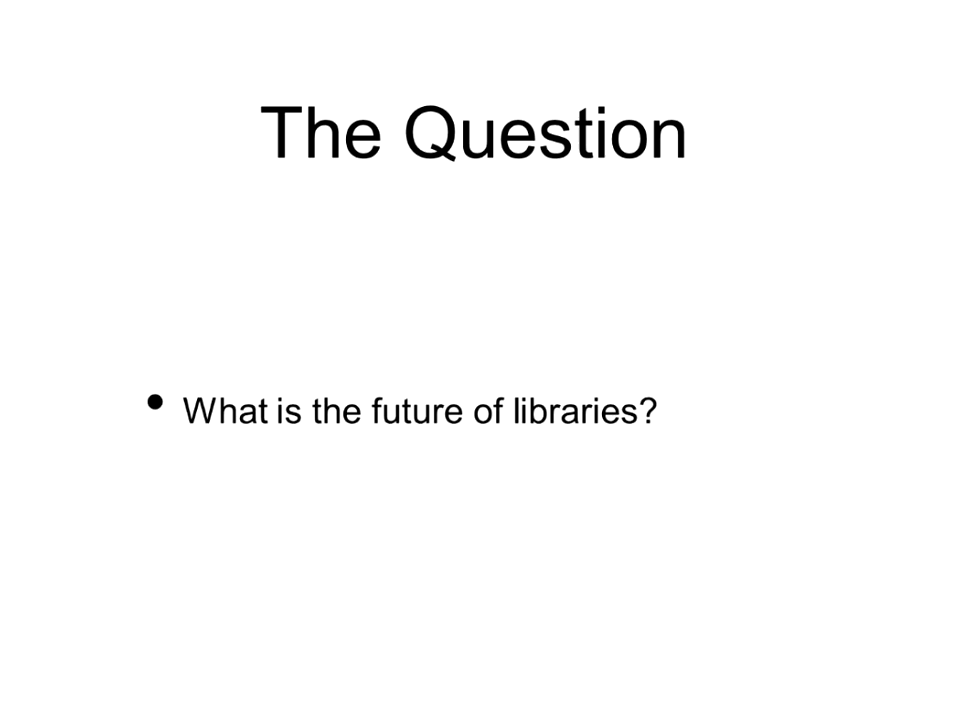 The Question
• What is the future of libraries?